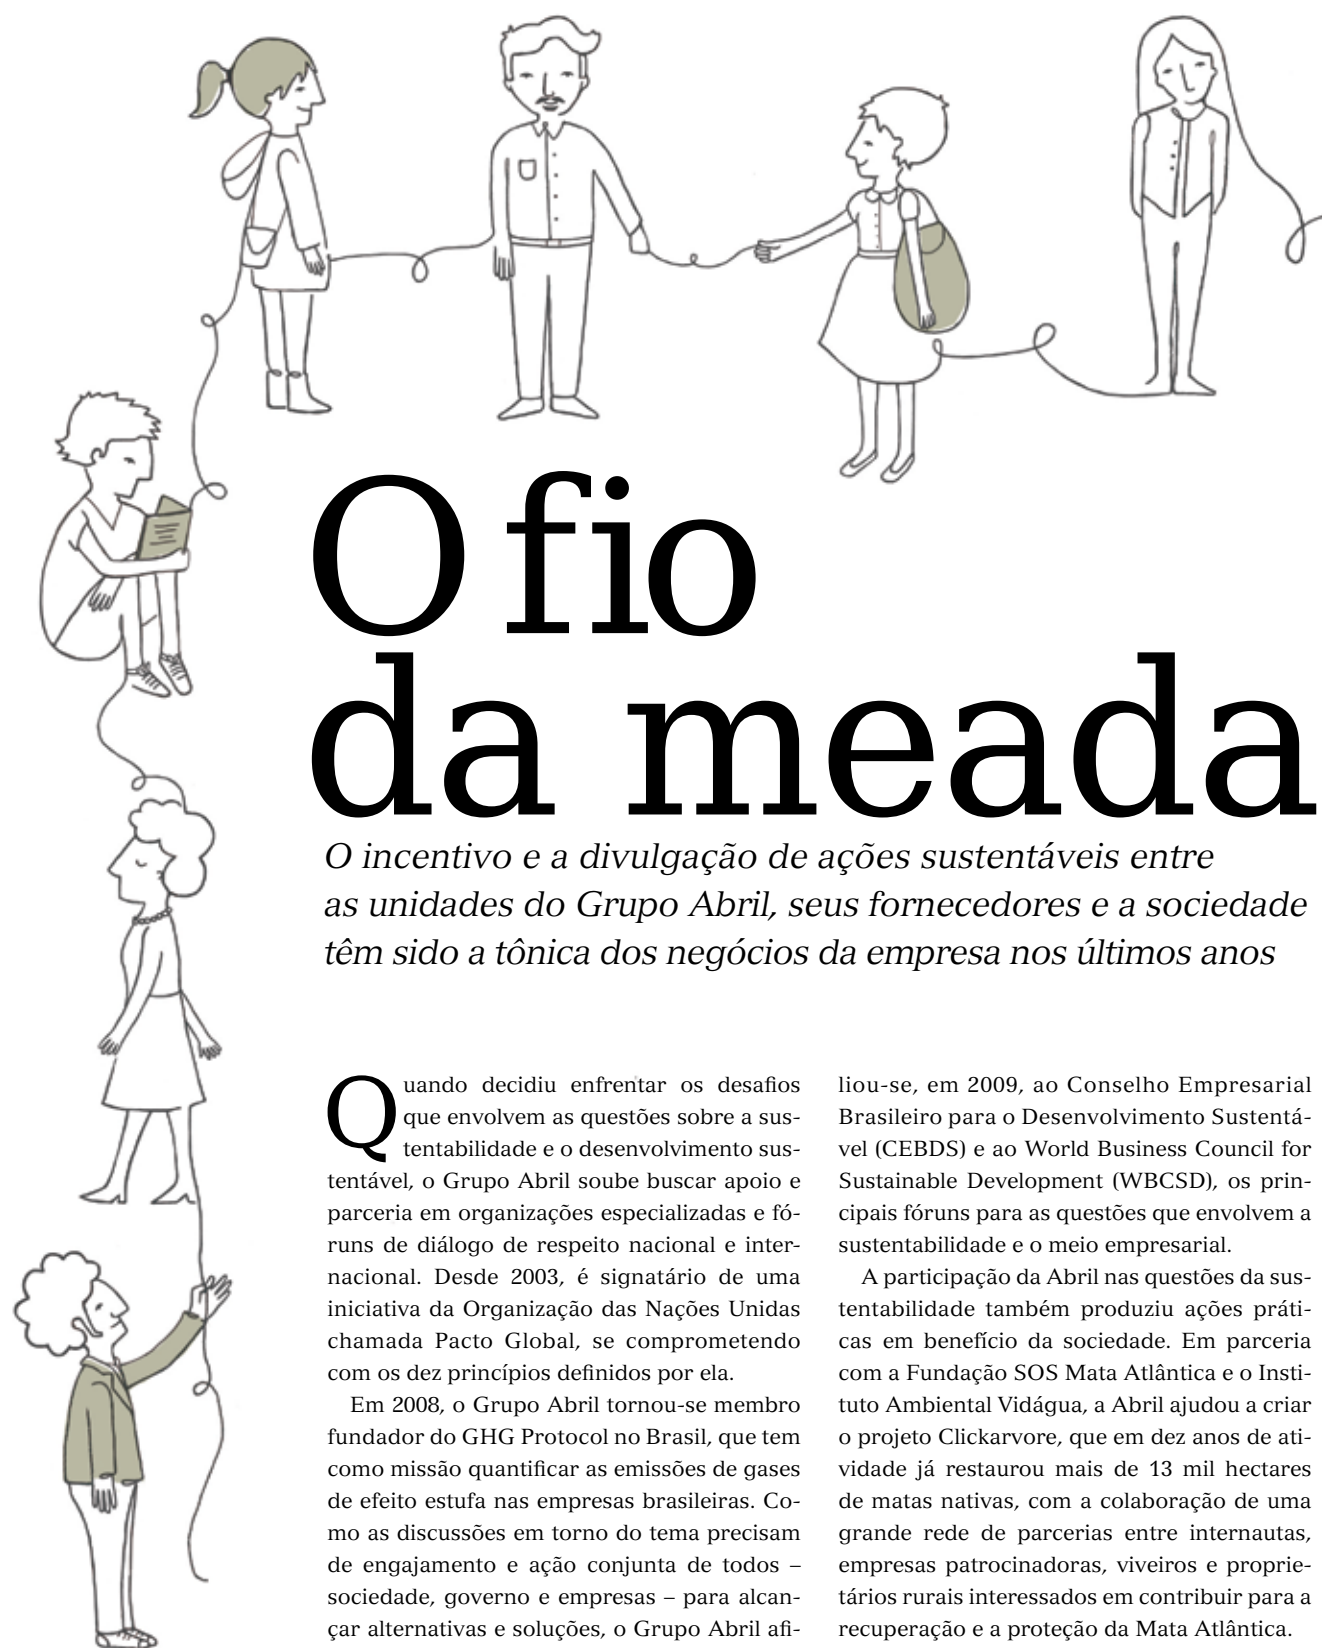 O fio
da meada
O incentivo e a divulgação de ações sustentáveis entre
as unidades do Grupo Abril, seus fornecedores e a sociedade
têm sido a tônica dos negócios da empresa nos últimos anos
Quando decidiu enfrentar os desafios
que envolvem as questões sobre a sus-
tentabilidade e o desenvolvimento sus-
tentável, o Grupo Abril soube buscar apoio e
parceria em organizações especializadas e fó-
runs de diálogo de respeito nacional e inter-
nacional. Desde 2003, é signatário de uma
iniciativa da Organização das Nações Unidas
chamada Pacto Global, se comprometendo
com os dez princípios definidos por ela.
Em 2008, o Grupo Abril tornou-se membro
fundador do GHG Protocol no Brasil, que tem
como missão quantificar as emissões de gases
de efeito estufa nas empresas brasileiras. Co-
mo as discussões em torno do tema precisam
de engajamento e ação conjunta de todos –
sociedade, governo e empresas – para alcan-
çar alternativas e soluções, o Grupo Abril afi-
liou-se, em 2009, ao Conselho Empresarial
Brasileiro para o Desenvolvimento Sustentá-
vel (CEBDS) e ao World Business Council for
Sustainable Development (WBCSD), os prin-
cipais fóruns para as questões que envolvem a
sustentabilidade e o meio empresarial.
A participação da Abril nas questões da sus-
tentabilidade também produziu ações práti-
cas em benefício da sociedade. Em parceria
com a Fundação SOS Mata Atlântica e o Insti-
tuto Ambiental Vidágua, a Abril ajudou a criar
o projeto Clickarvore, que em dez anos de ati-
vidade já restaurou mais de 13 mil hectares
de matas nativas, com a colaboração de uma
grande rede de parcerias entre internautas,
empresas patrocinadoras, viveiros e proprie-
tários rurais interessados em contribuir para a
recuperação e a proteção da Mata Atlântica.